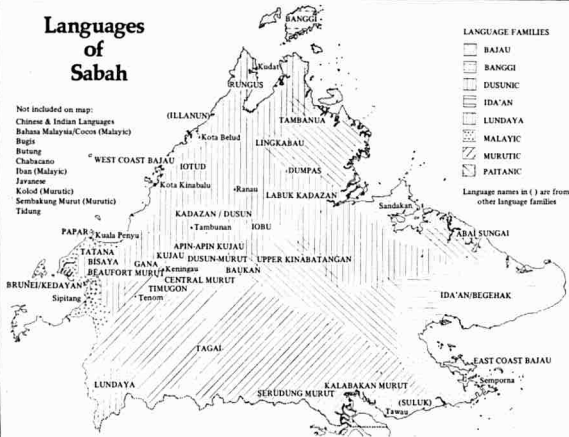 Languages
of
Sabah
Not included on map:
Chinese & Indian Languages
Bahasa Malaysia/Cocos (Malayic)
Bugis
Butung
Chabacano
Iban (Malayic)
Javanese
Kolod (Murutic)
Sembakung Murut (Murutic)
Tidung
LANGUAGE FAMILIES
BAJAU
BANGGI
DUSUNIC
IDA'AN
LUNDAYA
MALAYIC
MURUTIC
PAITANIC
Language names in ( ) are from
other language families
BANGGI
Kudat
RUNGUS
(ILLANUN)
TAMBANUA
Kota Belud
LINGKABAU
WEST COAST BAJAU
lOTUD
DUMPAS
Kota Kinabalu
Ranau
LABUK KADAZAN
Sandakan
KADAZAN / DUSUN
Tambunan
IOBU
ABAI SUNGAI
PAPAR
Kuala Penyu
TATANA
APIN-APIN KUJAU
BISAYA
GANA
KUJAU
DUSUN-MURUT
UPPER KINABATANGAN
BEAUFORT MURUT
Keningau
BAUKAN
BRUNEI/KEDAYAN
CENTRAL MURUT
TIMUGON
Sipitang
Tenom
IDA'AN/BEGEHAK
TAGAI
EAST COAST BAJAU
LUNDAYA
KALABAKAN MURUT
Semporna
SERUDUNG MURUT
(SULUK)
Tawau